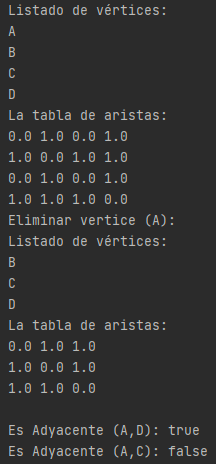 Listado de vértices:
A
B
C
D
La tabla de aristas:
0.0 1.0 0.0 1.0
1.0 0.0 1.0 1.0
0.0 1.0 0.0 1.0
1.0 1.0 1.0 0.0
Eliminar vertice (A):
Listado de vértices:
B
C
D
La tabla de aristas:
0.0 1.0 1.0
1.0 0.0 1.0
1.0 1.0 0.0
Es Adyacente (A,D): true
Es Adyacente (A,C): false